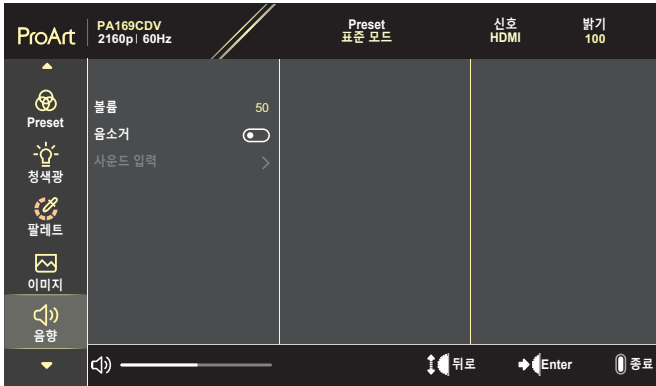 ProArt
PA169CDV
2160p| 60Hz
Preset
표준 모드
신호
HDMI
밝기
100
Preset
청색광
팔레트
이미지
음향
볼륨 50
음소거
사운드 입력
뒤로
Enter
종료